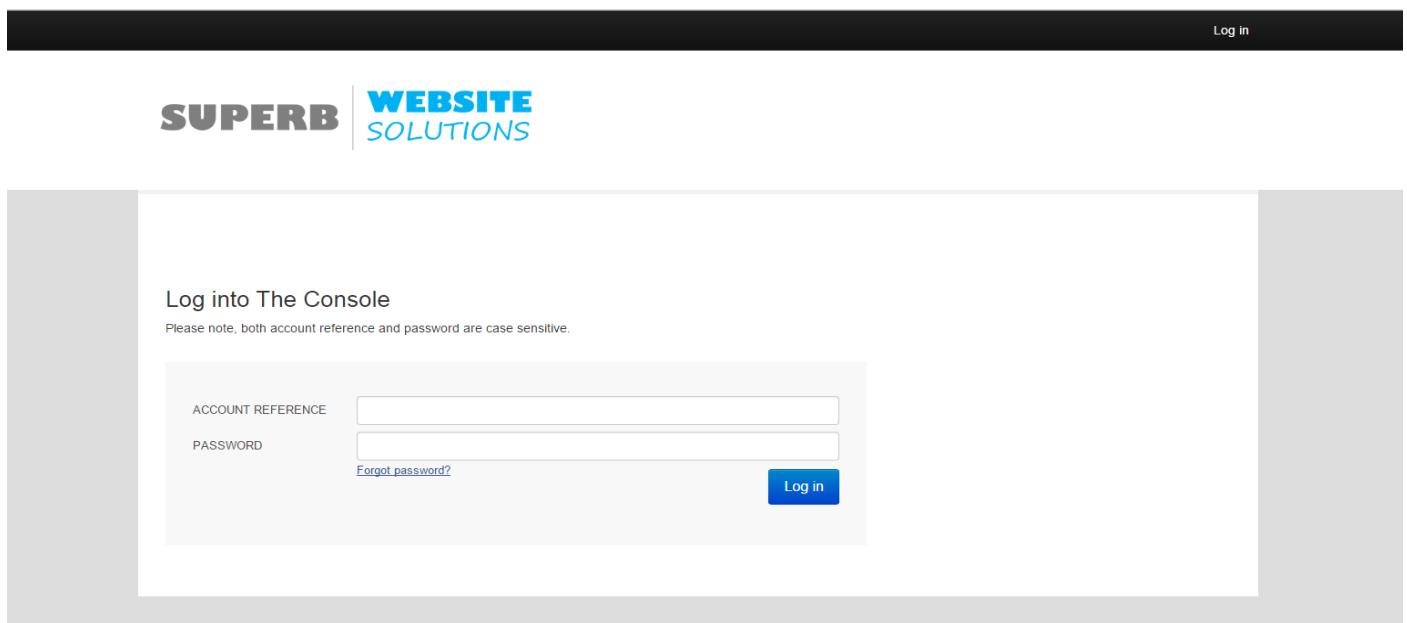 Log in
SUPERB
WEBSITE
SOLUTIONS
Log into The Console
Please note, both account reference and password are case sensitive.
ACCOUNT REFERENCE
PASSWORD
Forgot password?
Log in